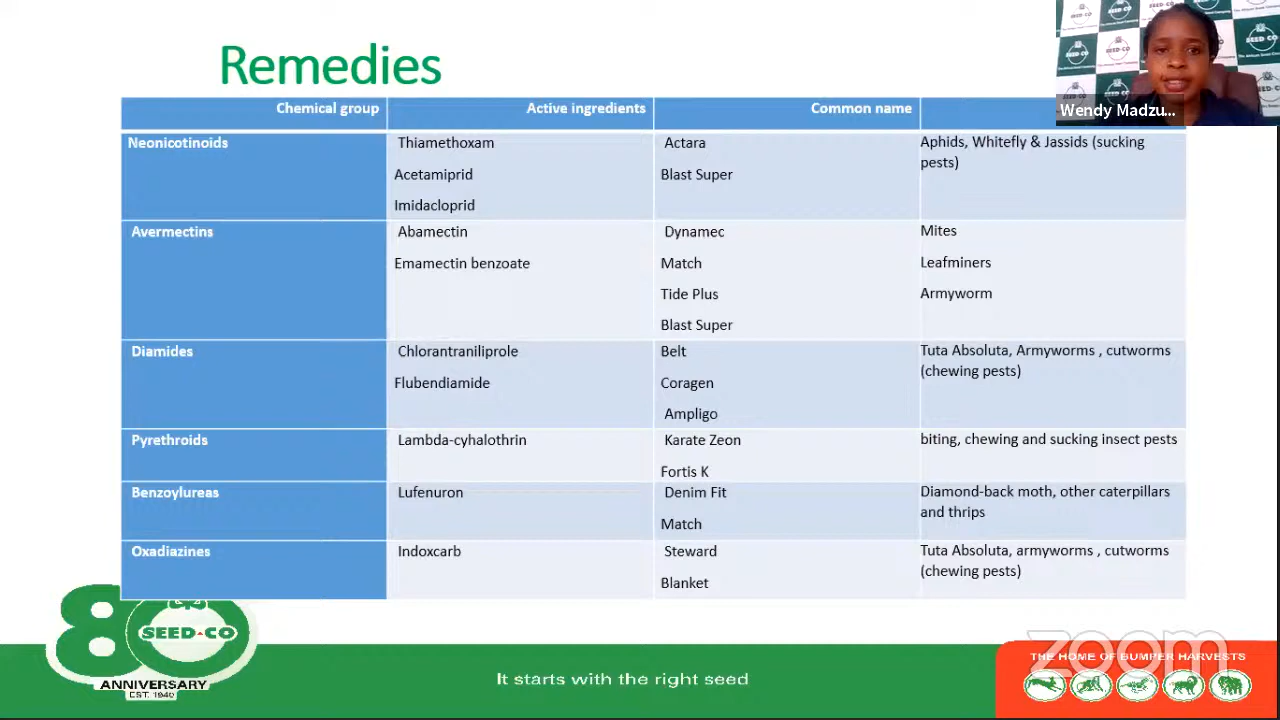 Remedies
Wendy Madzu...
Chemical group
Active ingredients
Common name
Neonicotinoids
Thiamethoxam
Acetamiprid
Imidacloprid
Actara
Blast Super
Aphids, Whitefly & Jassids (sucking
pests)
Avermectins
Abamectin
Emamectin benzoate
Dynamec
Match
Tide Plus
Blast Super
Mites
Leafminers
Armyworm
Diamides
Chlorantraniliprole
Flubendiamide
Belt
Coragen
Ampligo
Tuta Absoluta, Armyworms , cutworms
(chewing pests)
Pyrethroids
Lambda-cyhalothrin
Karate Zeon
Fortis K
biting, chewing and sucking insect pests
Benzoylureas
Lufenuron
Denim Fit
Match
Diamond-back moth, other caterpillars
and thrips
Oxadiazines
Indoxcarb
Steward
Blanket
Tuta Absoluta, armyworms , cutworms
(chewing pests)
80
SEED·CO
ANNIVERSARY
EST. 1940
It starts with the right seed
zoom
THE HOME OF BUMPER HARVESTS
SEED·CO